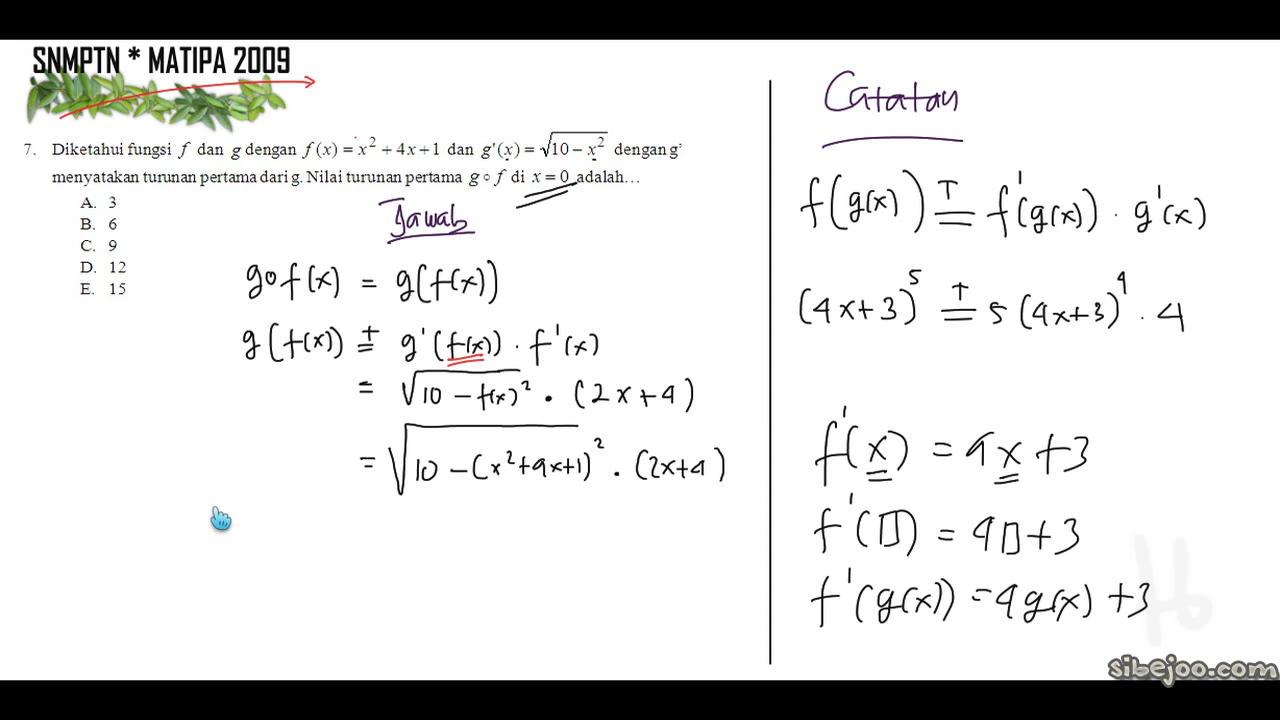 SNMPTN * MATIPA 2009
7. Diketahui fungsi f dan g dengan f(x) = x² + 4x + 1 dan g'(x) = √(10 − x²) dengan g'
menyatakan turunan pertama dari g. Nilai turunan pertama g ∘ f di x = 0 adalah…
A. 3
B. 6
C. 9
D. 12
E. 15
Jawab
g∘f(x) = g(f(x))
g(f(x)) T= g'(f(x)) · f'(x)
= √(10 − f(x)²) · (2x+4)
= √(10 − (x²+4x+1)²) · (2x+4)
Catatan
f(g(x)) T= f'(g(x)) · g'(x)
(4x+3)⁵ T= 5(4x+3)⁴ · 4
f'(x) = 4x+3
f'(□) = 4□+3
f'(g(x)) = 4g(x)+3
sibejoo.com